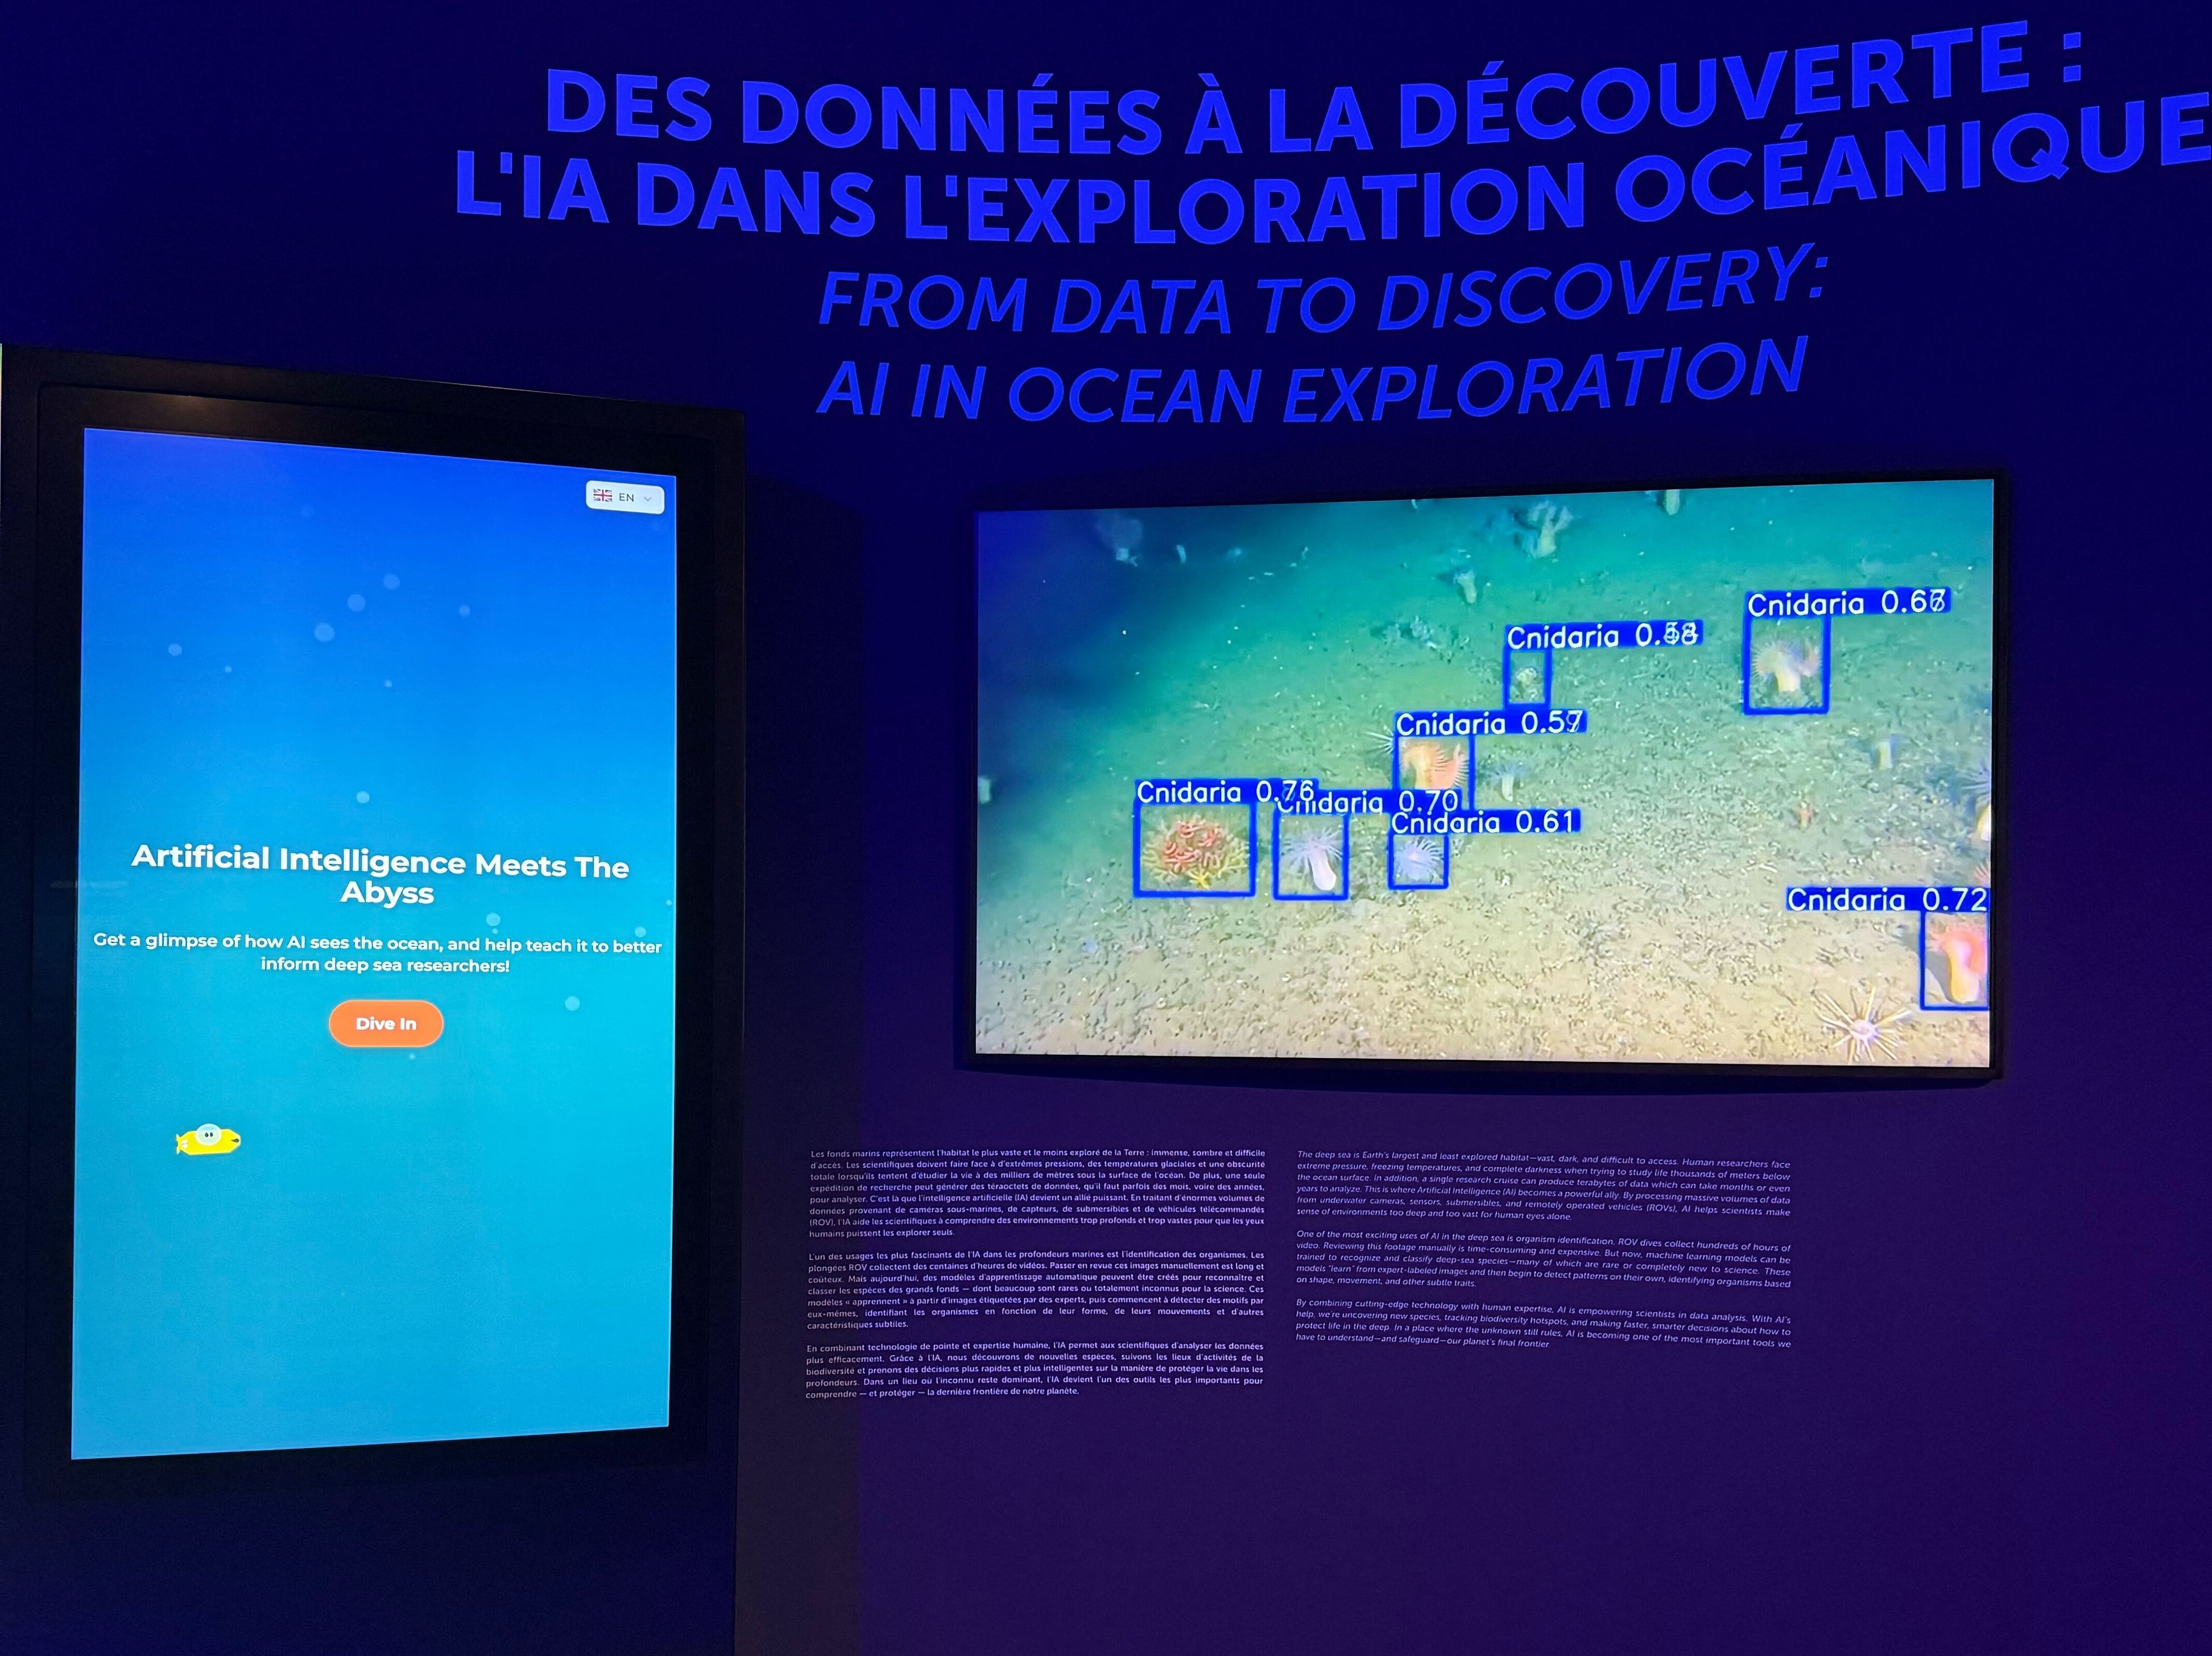 DES DONNÉES À LA DÉCOUVERTE :
L'IA DANS L'EXPLORATION OCÉANIQUE
FROM DATA TO DISCOVERY:
AI IN OCEAN EXPLORATION
EN
Artificial Intelligence Meets The
Abyss
Get a glimpse of how AI sees the ocean, and help teach it to better
inform deep sea researchers!
Dive In
Cnidaria
Cnidaria
Cnidaria
Cnidaria 0.76
Cnidaria 0.70
Cnidaria 0.61
Cnidaria 0.72
Les fonds marins représentent l'habitat le plus vaste et le moins exploré de la Terre : immense, sombre et difficile
d'accès. Les scientifiques doivent faire face à d'extrêmes pressions, des températures glaciales et une obscurité
totale lorsqu'ils tentent d'étudier la vie à des milliers de mètres sous la surface de l'océan. De plus, une seule
expédition de recherche peut générer des téraoctets de données, qu'il faut parfois des mois, voire des années,
pour analyser. C'est là que l'intelligence artificielle (IA) devient un allié puissant. En traitant d'énormes volumes de
données provenant de caméras sous-marines, de capteurs, de submersibles et de véhicules télécommandés
(ROV), l'IA aide les scientifiques à comprendre des environnements trop profonds et trop vastes pour que les yeux
humains puissent les explorer seuls.
L'un des usages les plus fascinants de l'IA dans les profondeurs marines est l'identification des organismes. Les
plongées ROV collectent des centaines d'heures de vidéos. Passer en revue ces images manuellement est long et
coûteux. Mais aujourd'hui, des modèles d'apprentissage automatique peuvent être créés pour reconnaître et
classer les espèces des grands fonds — dont beaucoup sont rares ou totalement inconnus pour la science. Ces
modèles « apprennent » à partir d'images étiquetées par des experts, puis commencent à détecter des motifs par
eux-mêmes, identifiant les organismes en fonction de leur forme, de leurs mouvements et d'autres
caractéristiques subtiles.
En combinant technologie de pointe et expertise humaine, l'IA permet aux scientifiques d'analyser les données
plus efficacement. Grâce à l'IA, nous découvrons de nouvelles espèces, suivons les lieux d'activités de la
biodiversité et prenons des décisions plus rapides et plus intelligentes sur la manière de protéger la vie dans les
profondeurs. Dans un lieu où l'inconnu reste dominant, l'IA devient l'un des outils les plus importants pour
comprendre — et protéger — la dernière frontière de notre planète.
The deep sea is Earth's largest and least explored habitat—vast, dark, and difficult to access. Human researchers face
extreme pressure, freezing temperatures, and complete darkness when trying to study life thousands of meters below
the ocean surface. In addition, a single research cruise can produce terabytes of data which can take months or even
years to analyze. This is where Artificial Intelligence (AI) becomes a powerful ally. By processing massive volumes of data
from underwater cameras, sensors, submersibles, and remotely operated vehicles (ROVs), AI helps scientists make
sense of environments too deep and too vast for human eyes alone.
One of the most exciting uses of AI in the deep sea is organism identification. ROV dives collect hundreds of hours of
video. Reviewing this footage manually is time-consuming and expensive. But now, machine learning models can be
trained to recognize and classify deep-sea species—many of which are rare or completely new to science. These
models "learn" from expert-labeled images and then begin to detect patterns on their own, identifying organisms based
on shape, movement, and other subtle traits.
By combining cutting-edge technology with human expertise, AI is empowering scientists in data analysis. With AI's
help, we're uncovering new species, tracking biodiversity hotspots, and making faster, smarter decisions about how to
protect life in the deep. In a place where the unknown still rules, AI is becoming one of the most important tools we
have to understand—and safeguard—our planet's final frontier.